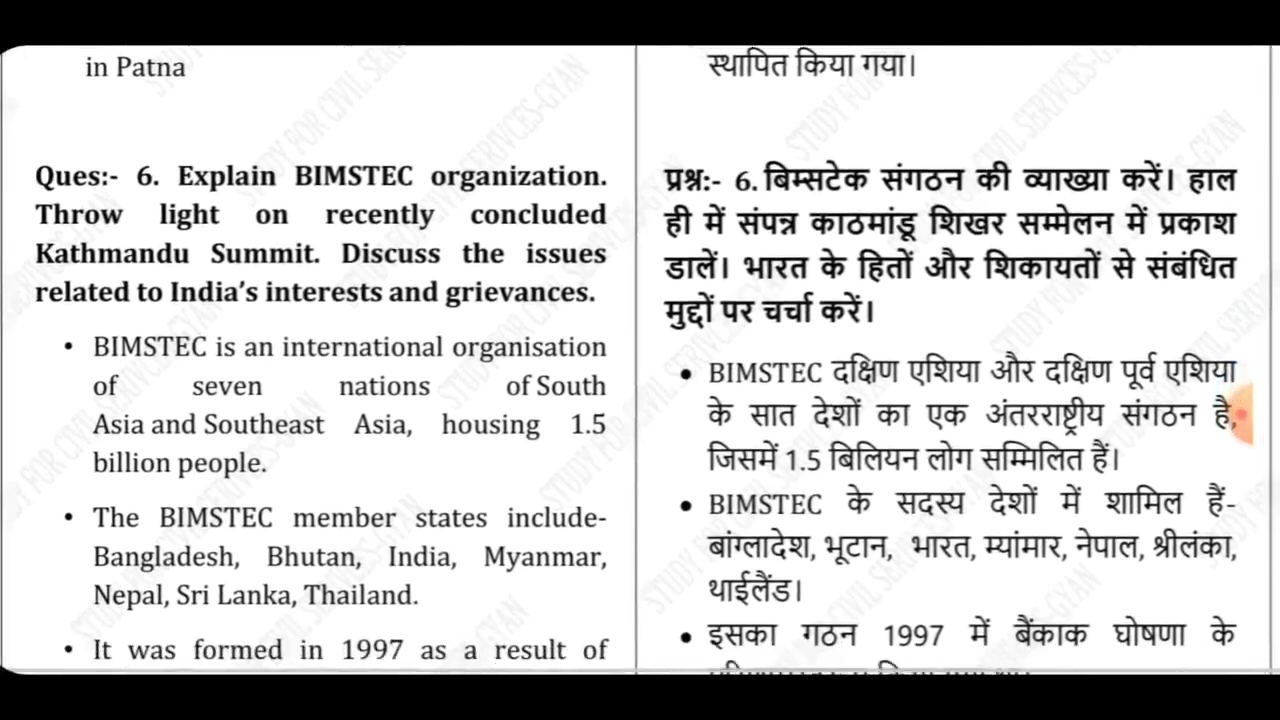 in Patna
Ques:- 6. Explain BIMSTEC organization.
Throw light on recently concluded
Kathmandu Summit. Discuss the issues
related to India’s interests and grievances.
• BIMSTEC is an international organisation
of seven nations of South
Asia and Southeast Asia, housing 1.5
billion people.
• The BIMSTEC member states include-
Bangladesh, Bhutan, India, Myanmar,
Nepal, Sri Lanka, Thailand.
• It was formed in 1997 as a result of
स्थापित किया गया।
प्रश्न:- 6. बिम्सटेक संगठन की व्याख्या करें। हाल
ही में संपन्न काठमांडू शिखर सम्मेलन में प्रकाश
डालें। भारत के हितों और शिकायतों से संबंधित
मुद्दों पर चर्चा करें।
• BIMSTEC दक्षिण एशिया और दक्षिण पूर्व एशिया
के सात देशों का एक अंतरराष्ट्रीय संगठन है,
जिसमें 1.5 बिलियन लोग सम्मिलित हैं।
• BIMSTEC के सदस्य देशों में शामिल हैं-
बांग्लादेश, भूटान, भारत, म्यांमार, नेपाल, श्रीलंका,
थाईलैंड।
• इसका गठन 1997 में बैंकाक घोषणा के